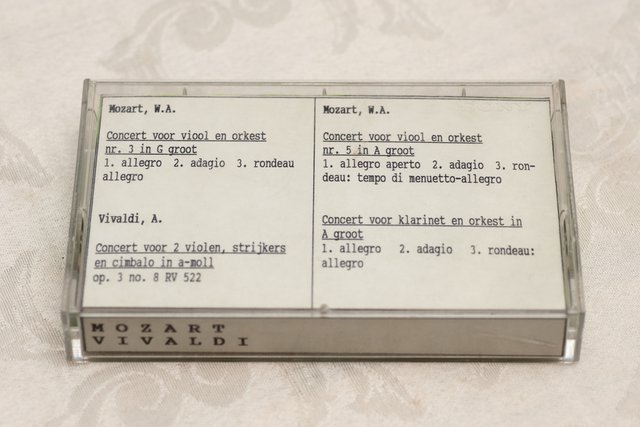 Mozart, W.A.
Concert voor viool en orkest
nr. 3 in G groot
1. allegro 2. adagio 3. rondeau
allegro
Vivaldi, A.
Concert voor 2 violen, strijkers
en cimbalo in a-moll
op. 3 no. 8 RV 522
Mozart, W.A.
Concert voor viool en orkest
nr. 5 in A groot
1. allegro aperto 2. adagio 3. ron-
deau: tempo di menuetto-allegro
Concert voor klarinet en orkest in
A groot
1. allegro 2. adagio 3. rondeau:
allegro
MOZART
VIVALDI